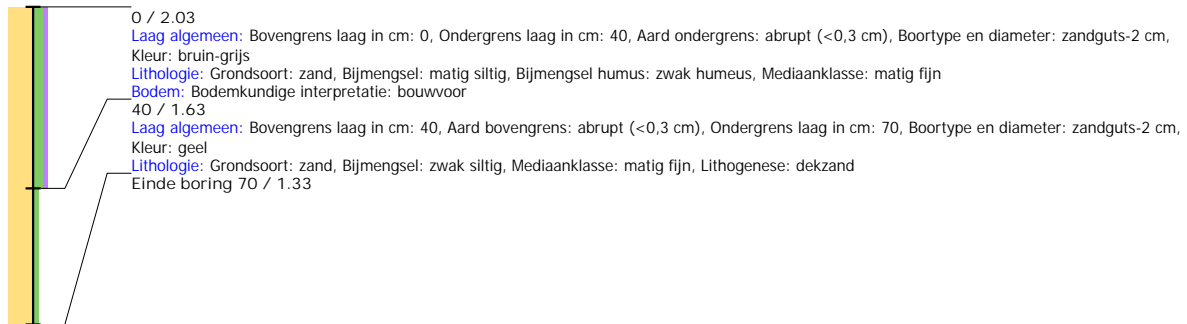 0 / 2.03
Laag algemeen: Bovengrens laag in cm: 0, Ondergrens laag in cm: 40, Aard ondergrens: abrupt (<0,3 cm), Boortype en diameter: zandguts-2 cm,
Kleur: bruin-grijs
Lithologie: Grondsoort: zand, Bijmengsel: matig siltig, Bijmengsel humus: zwak humeus, Mediaanklasse: matig fijn
Bodem: Bodemkundige interpretatie: bouwvoor
40 / 1.63
Laag algemeen: Bovengrens laag in cm: 40, Aard bovengrens: abrupt (<0,3 cm), Ondergrens laag in cm: 70, Boortype en diameter: zandguts-2 cm,
Kleur: geel
Lithologie: Grondsoort: zand, Bijmengsel: zwak siltig, Mediaanklasse: matig fijn, Lithogenese: dekzand
Einde boring 70 / 1.33